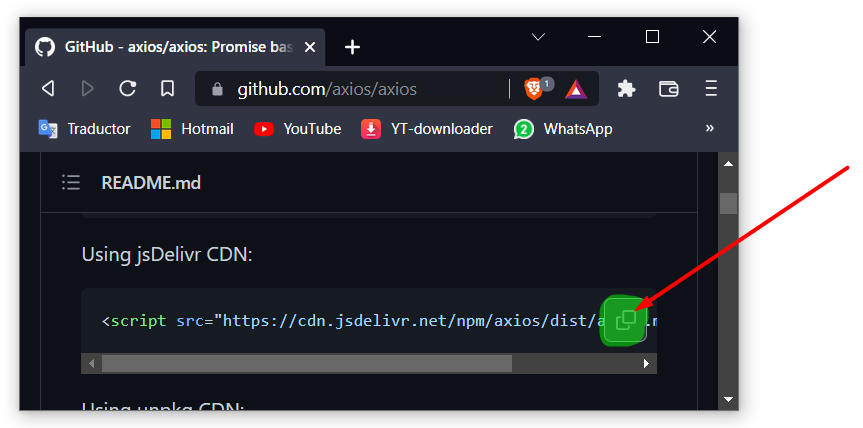 GitHub - axios/axios: Promise bas
github.com/axios/axios
1
Traductor Hotmail YouTube YT-downloader 2 WhatsApp »
README.md
Using jsDelivr CDN:
<script src="https://cdn.jsdelivr.net/npm/axios/dist/a
Using unpkg CDN: